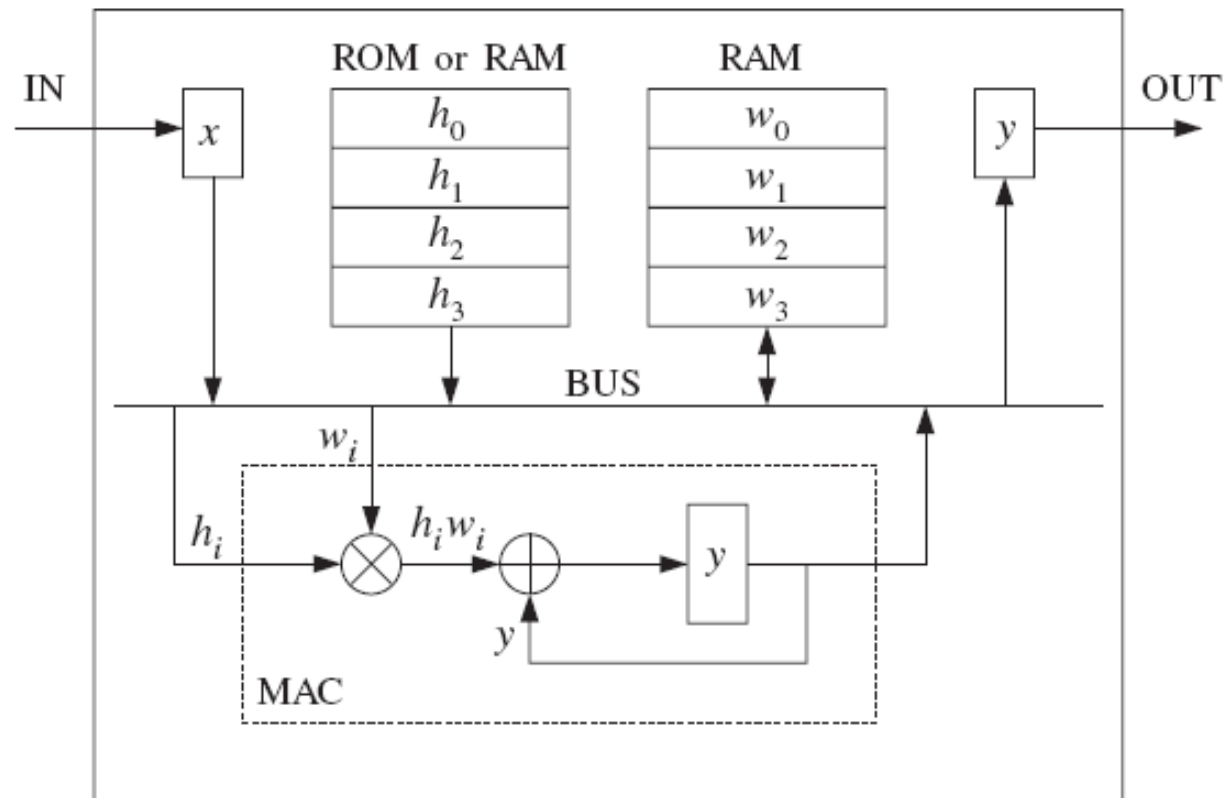 ROM or RAM
RAM
IN
OUT
x
h₀
h₁
h₂
h₃
w₀
w₁
w₂
w₃
y
BUS
wᵢ
hᵢ
hᵢwᵢ
y
y
MAC